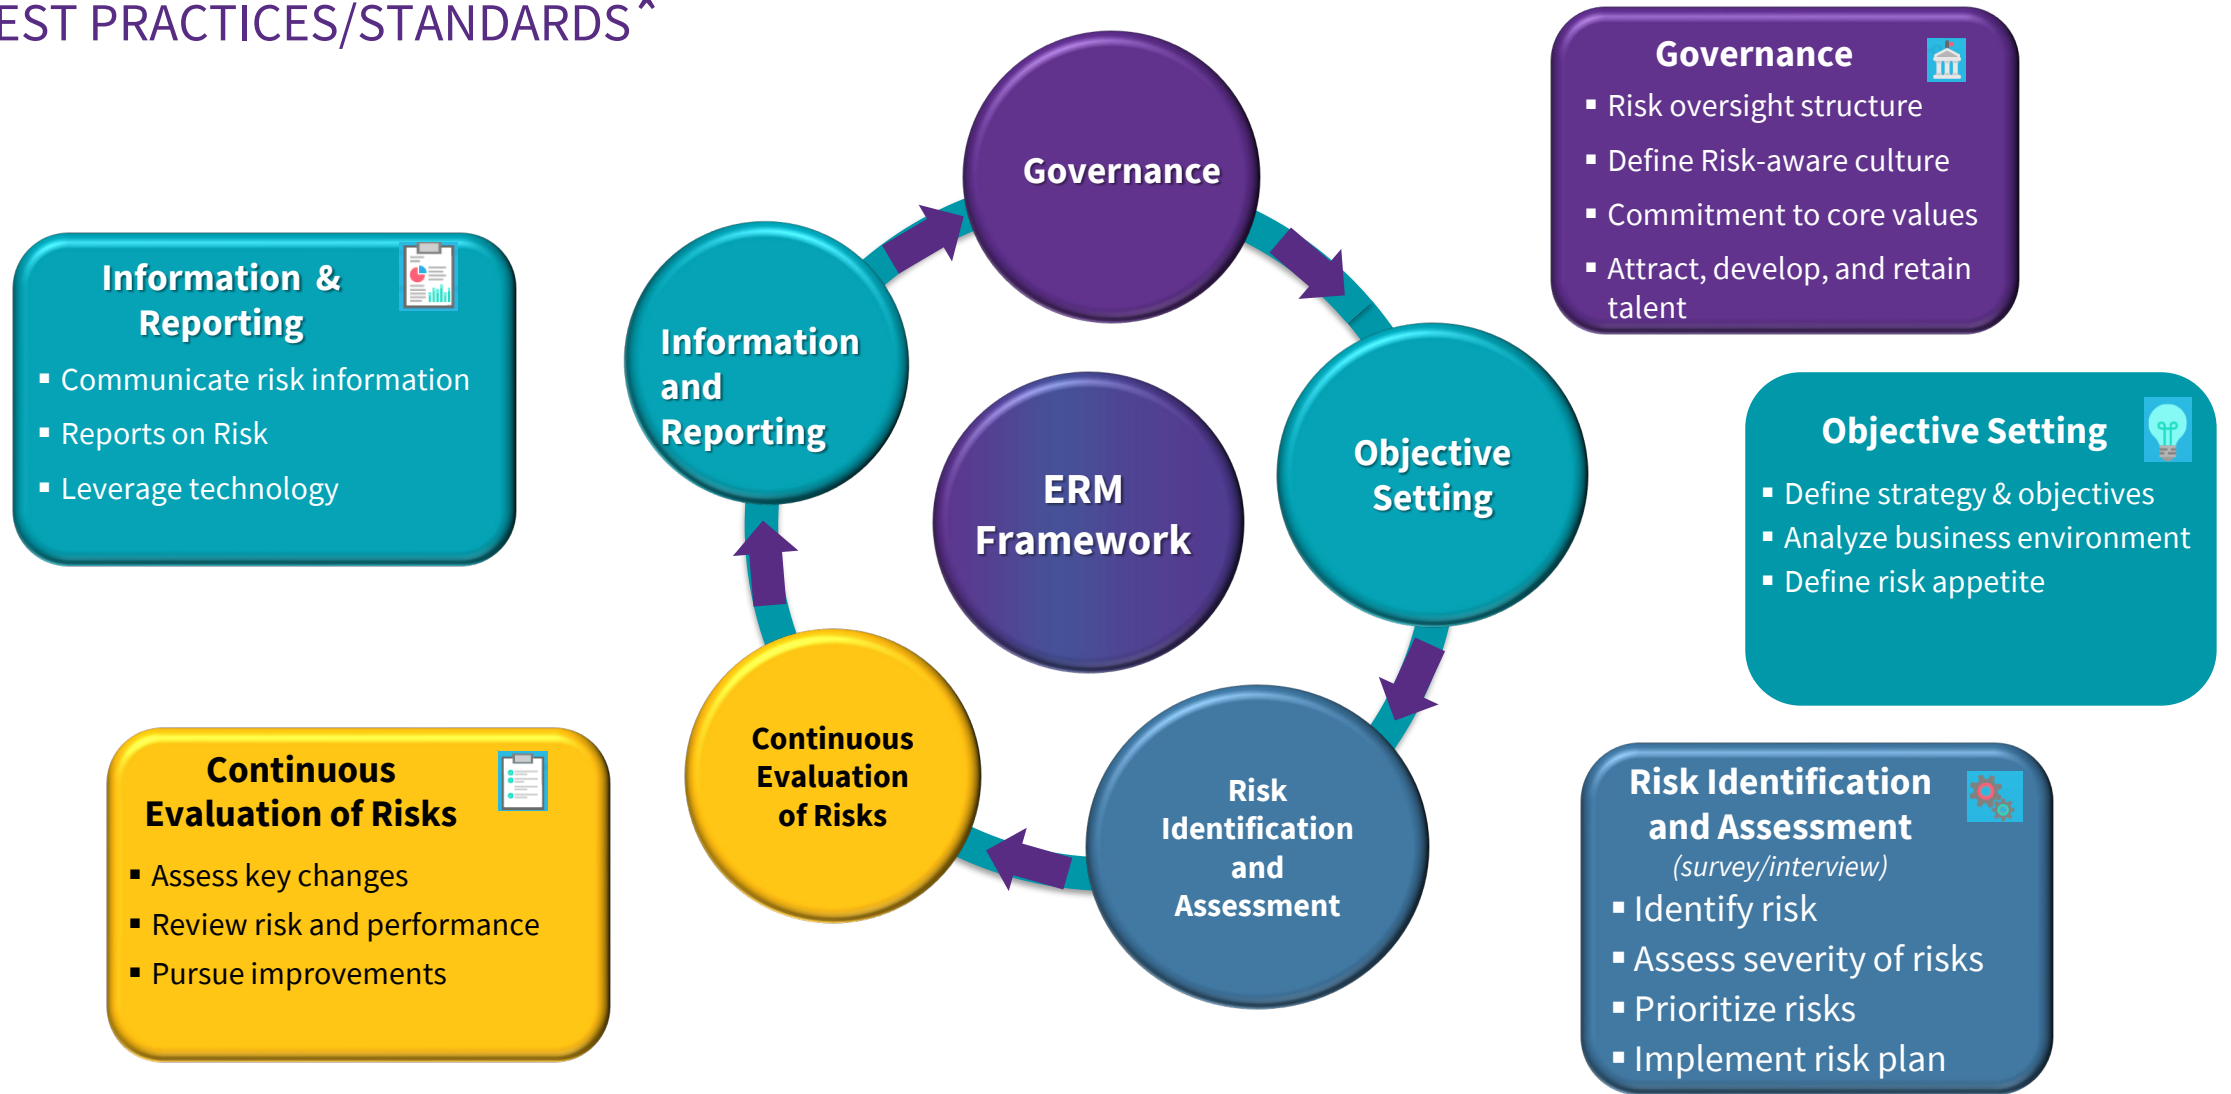 EST PRACTICES/STANDARDS^
Governance
Objective
Setting
Risk
Identification
and
Assessment
Continuous
Evaluation
of Risks
Information
and
Reporting
ERM
Framework
Governance
▪ Risk oversight structure
▪ Define Risk-aware culture
▪ Commitment to core values
▪ Attract, develop, and retain
talent
Objective Setting
▪ Define strategy & objectives
▪ Analyze business environment
▪ Define risk appetite
Risk Identification
and Assessment
(survey/interview)
▪ Identify risk
▪ Assess severity of risks
▪ Prioritize risks
▪ Implement risk plan
Continuous
Evaluation of Risks
▪ Assess key changes
▪ Review risk and performance
▪ Pursue improvements
Information &
Reporting
▪ Communicate risk information
▪ Reports on Risk
▪ Leverage technology